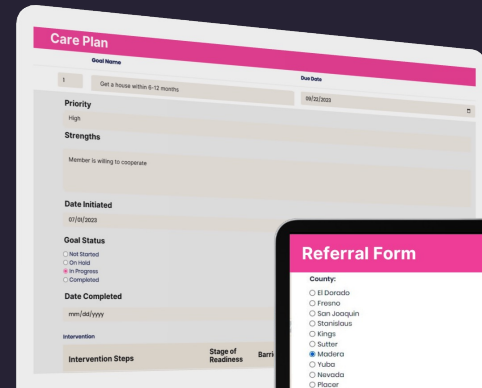 Care Plan
Goal Name
Due Date
1
Get a house within 6-12 months
09/22/2023
Priority
High
Strengths
Member is willing to cooperate
Date Initiated
07/01/2023
Goal Status
Not Started
On Hold
In Progress
Completed
Date Completed
mm/dd/yyyy
Intervention
Intervention Steps
Stage of
Readiness
Barri
Referral Form
County:
El Dorado
Fresno
San Joaquin
Stanislaus
Kings
Sutter
Madera
Yuba
Nevada
Placer